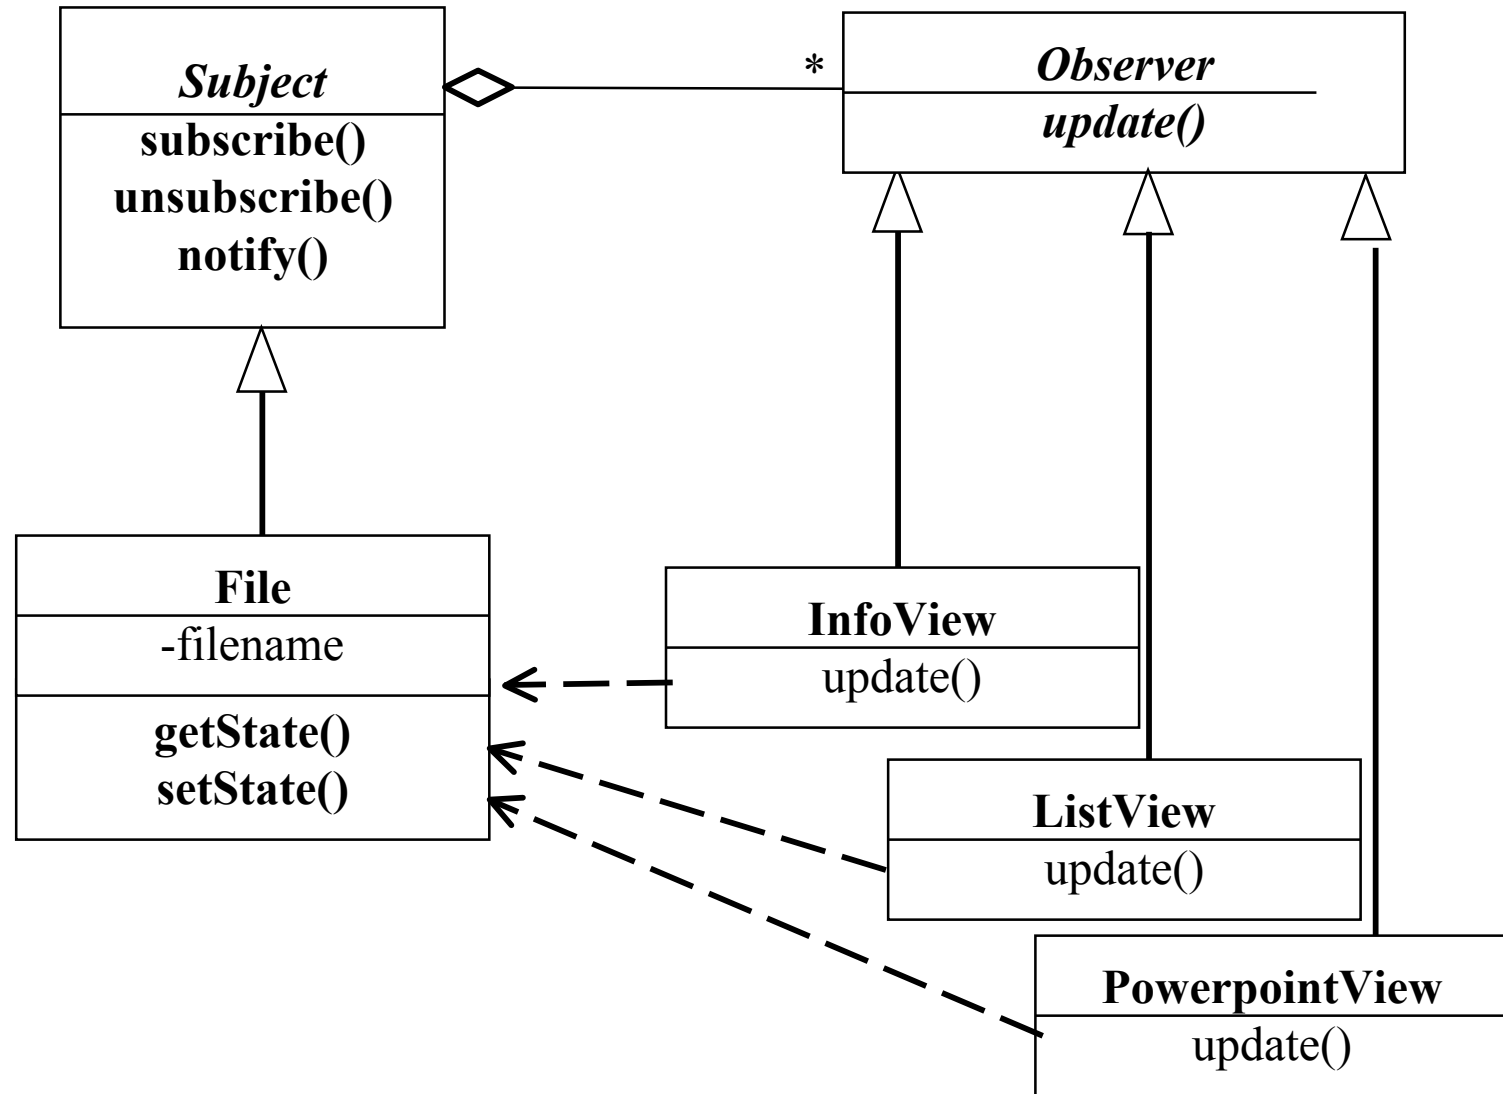 Subject
subscribe()
unsubscribe()
notify()
*
Observer
update()
File
-filename
getState()
setState()
InfoView
update()
ListView
update()
PowerpointView
update()